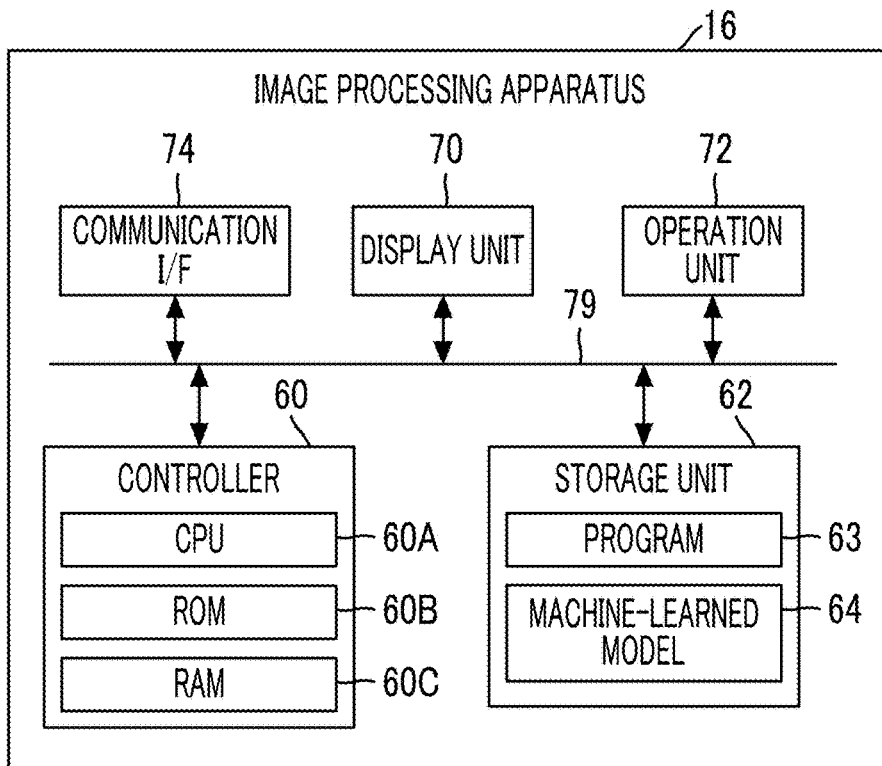 16
IMAGE PROCESSING APPARATUS
74
70
72
COMMUNICATION
I/F
DISPLAY UNIT
OPERATION
UNIT
79
60
62
CONTROLLER
CPU
60A
ROM
60B
RAM
60C
STORAGE UNIT
PROGRAM
63
MACHINE-LEARNED
MODEL
64